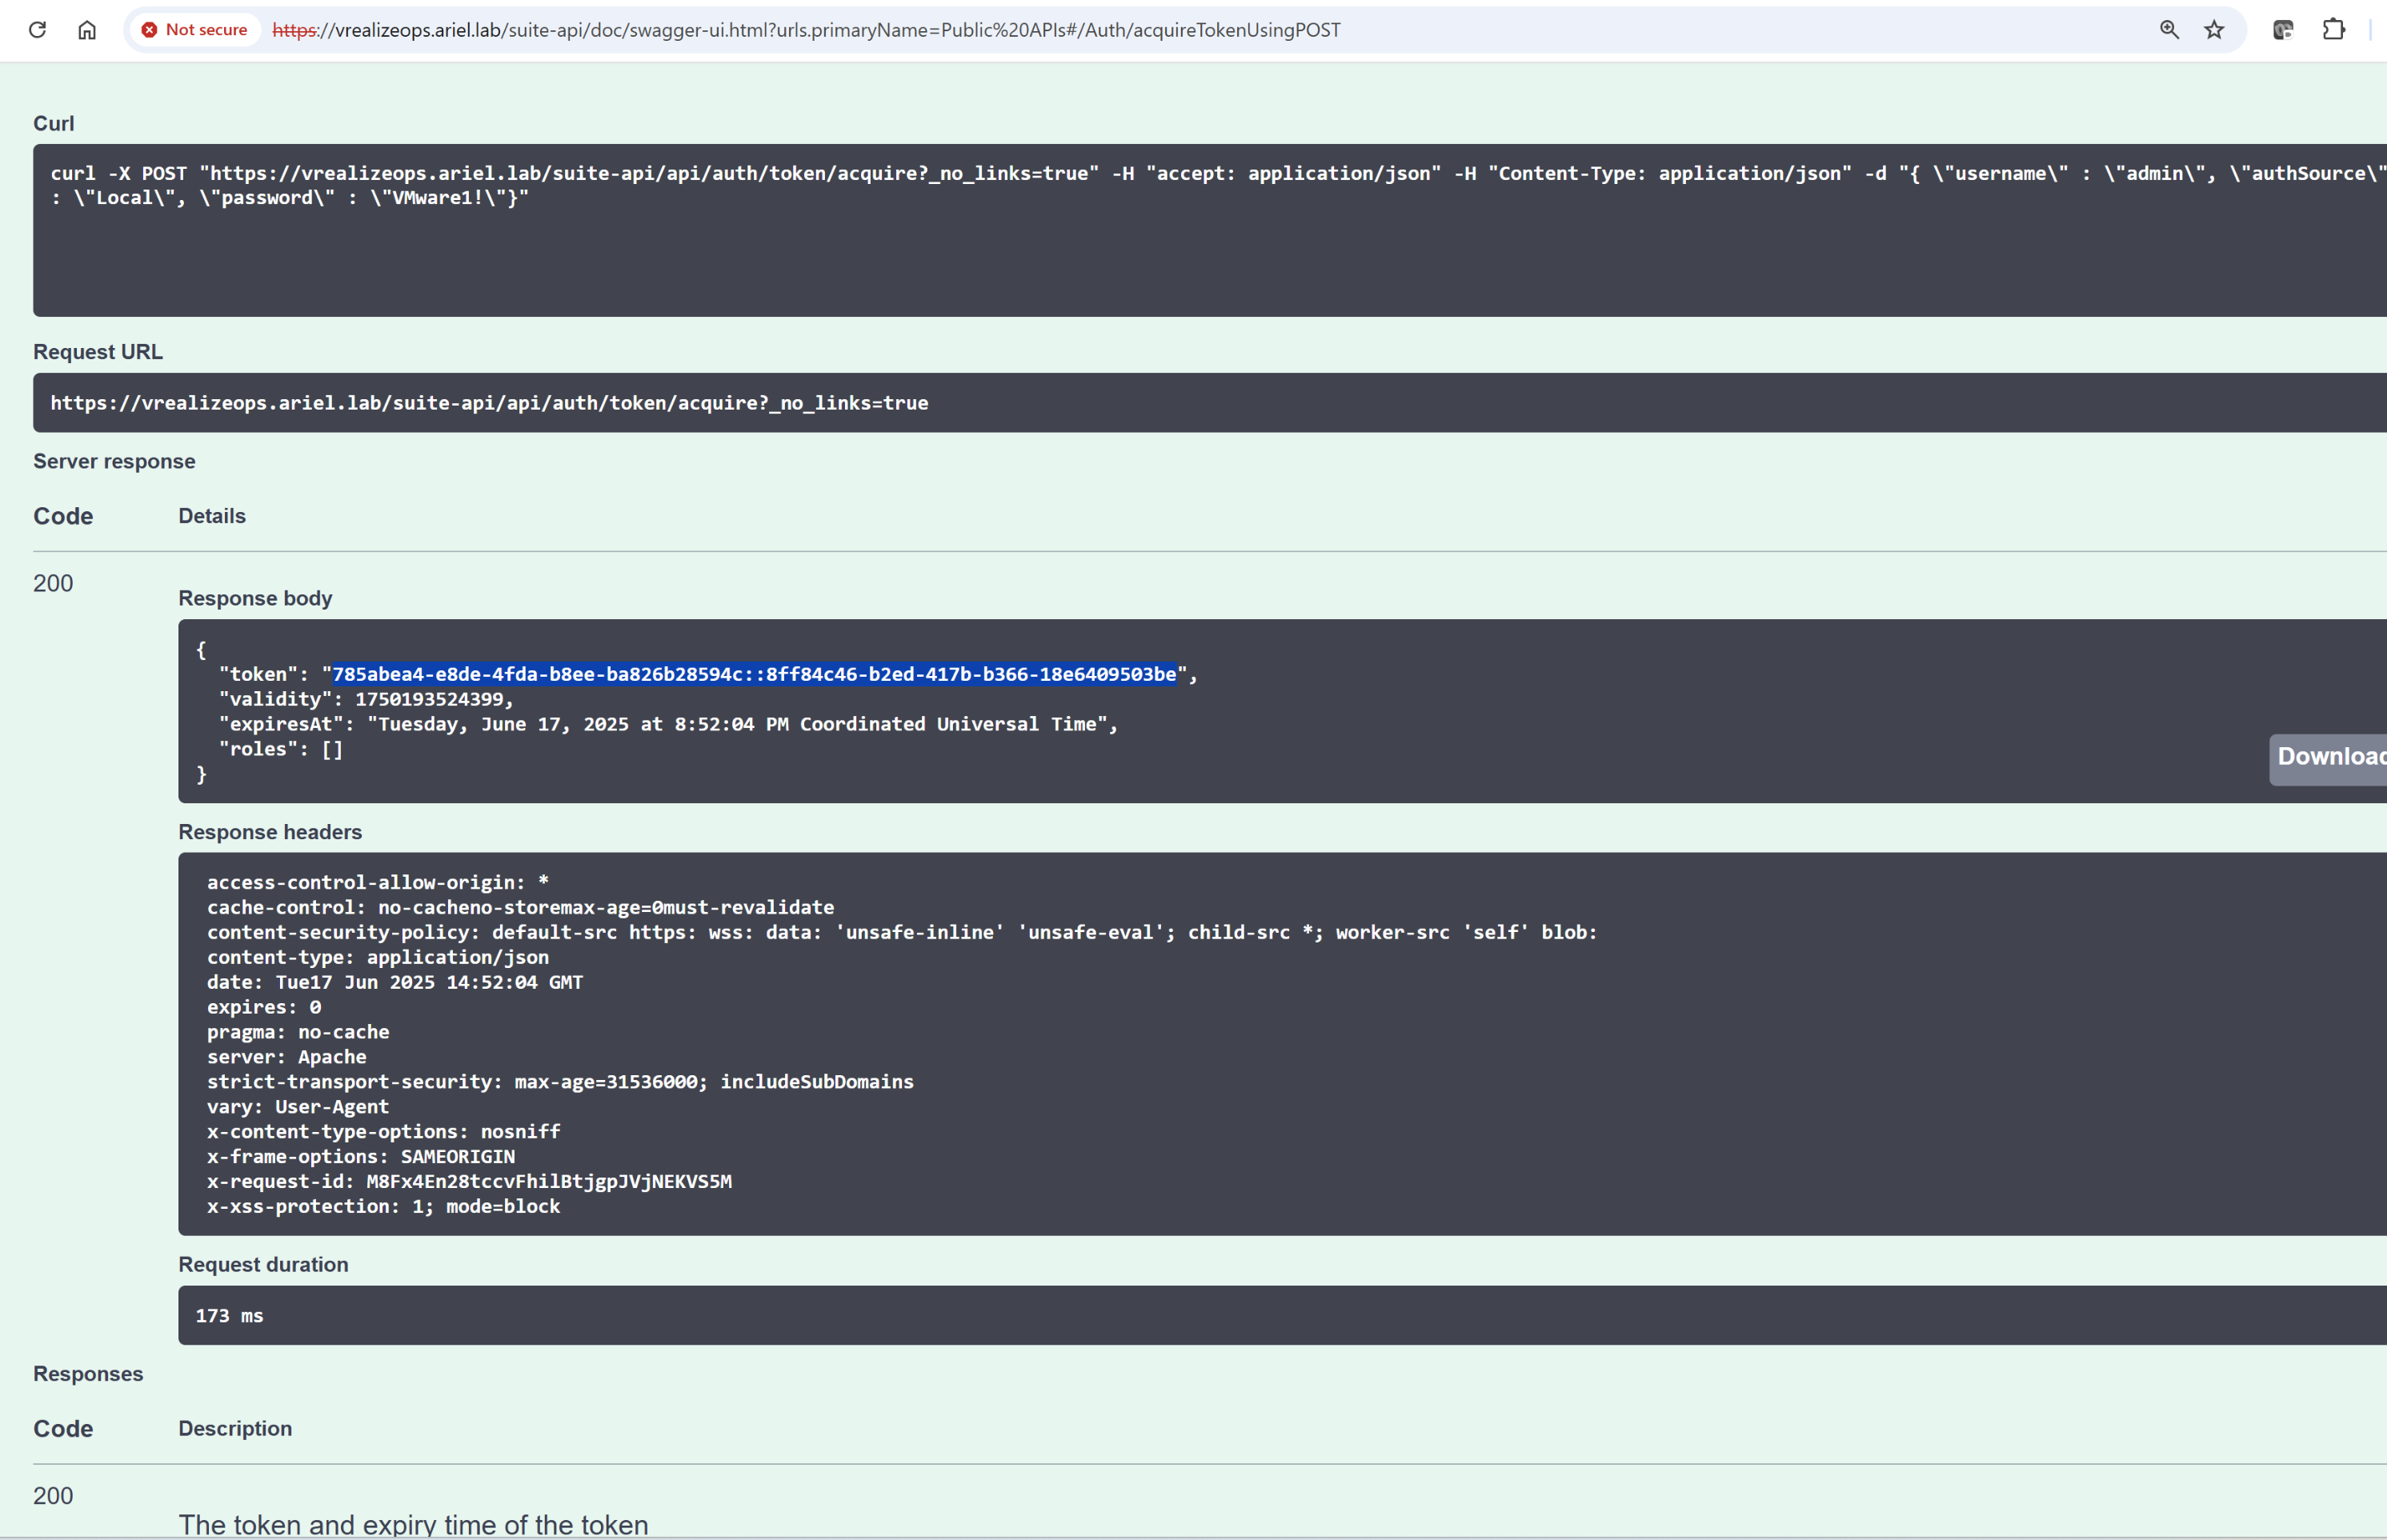 Not secure https://vrealizeops.ariel.lab/suite-api/doc/swagger-ui.html?urls.primaryName=Public%20APIs#/Auth/acquireTokenUsingPOST
Curl
curl -X POST "https://vrealizeops.ariel.lab/suite-api/api/auth/token/acquire?_no_links=true" -H "accept: application/json" -H "Content-Type: application/json" -d "{ \"username\" : \"admin\", \"authSource\"
: \"Local\", \"password\" : \"VMware1!\"}"
Request URL
https://vrealizeops.ariel.lab/suite-api/api/auth/token/acquire?_no_links=true
Server response
Code Details
200
Response body
{
"token": "785abea4-e8de-4fda-b8ee-ba826b28594c::8ff84c46-b2ed-417b-b366-18e6409503be",
"validity": 1750193524399,
"expiresAt": "Tuesday, June 17, 2025 at 8:52:04 PM Coordinated Universal Time",
"roles": []
}
Download
Response headers
access-control-allow-origin: *
cache-control: no-cacheno-storemax-age=0must-revalidate
content-security-policy: default-src https: wss: data: 'unsafe-inline' 'unsafe-eval'; child-src *; worker-src 'self' blob:
content-type: application/json
date: Tue17 Jun 2025 14:52:04 GMT
expires: 0
pragma: no-cache
server: Apache
strict-transport-security: max-age=31536000; includeSubDomains
vary: User-Agent
x-content-type-options: nosniff
x-frame-options: SAMEORIGIN
x-request-id: M8Fx4En28tccvFhilBtjgpJVjNEKVS5M
x-xss-protection: 1; mode=block
Request duration
173 ms
Responses
Code Description
200
The token and expiry time of the token